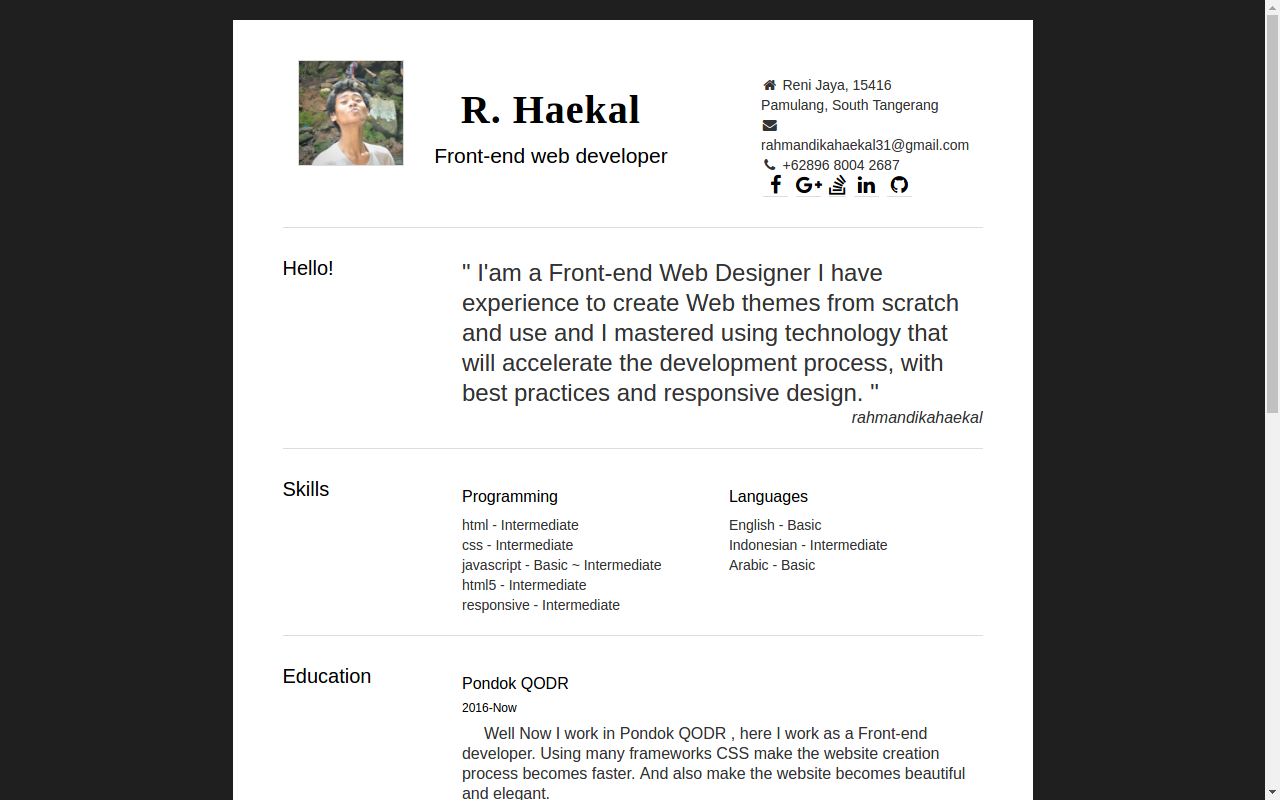 R. Haekal
Front-end web developer
Reni Jaya, 15416
Pamulang, South Tangerang
rahmandikahaekal31@gmail.com
+62896 8004 2687
Hello!
" I'am a Front-end Web Designer I have
experience to create Web themes from scratch
and use and I mastered using technology that
will accelerate the development process, with
best practices and responsive design. "
rahmandikahaekal
Skills
Programming
html - Intermediate
css - Intermediate
javascript - Basic ~ Intermediate
html5 - Intermediate
responsive - Intermediate
Languages
English - Basic
Indonesian - Intermediate
Arabic - Basic
Education
Pondok QODR
2016-Now
Well Now I work in Pondok QODR , here I work as a Front-end
developer. Using many frameworks CSS make the website creation
process becomes faster. And also make the website becomes beautiful
and elegant.